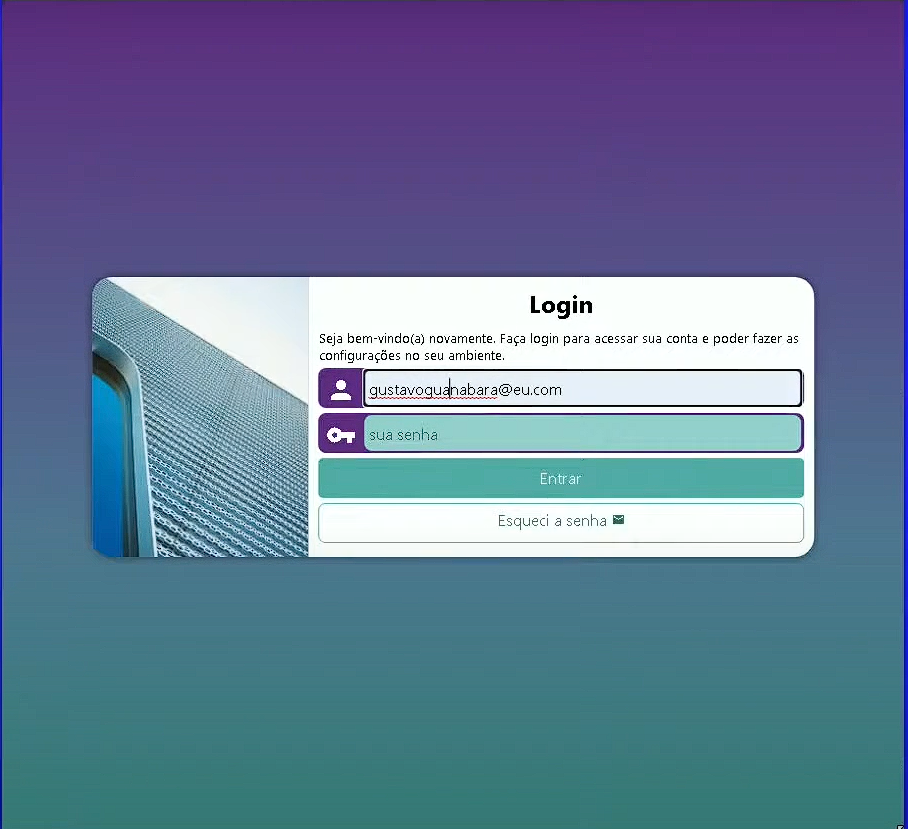 Login
Seja bem-vindo(a) novamente. Faça login para acessar sua conta e poder fazer as
configurações no seu ambiente.
gustavoguanabara@eu.com
sua senha
Entrar
Esqueci a senha